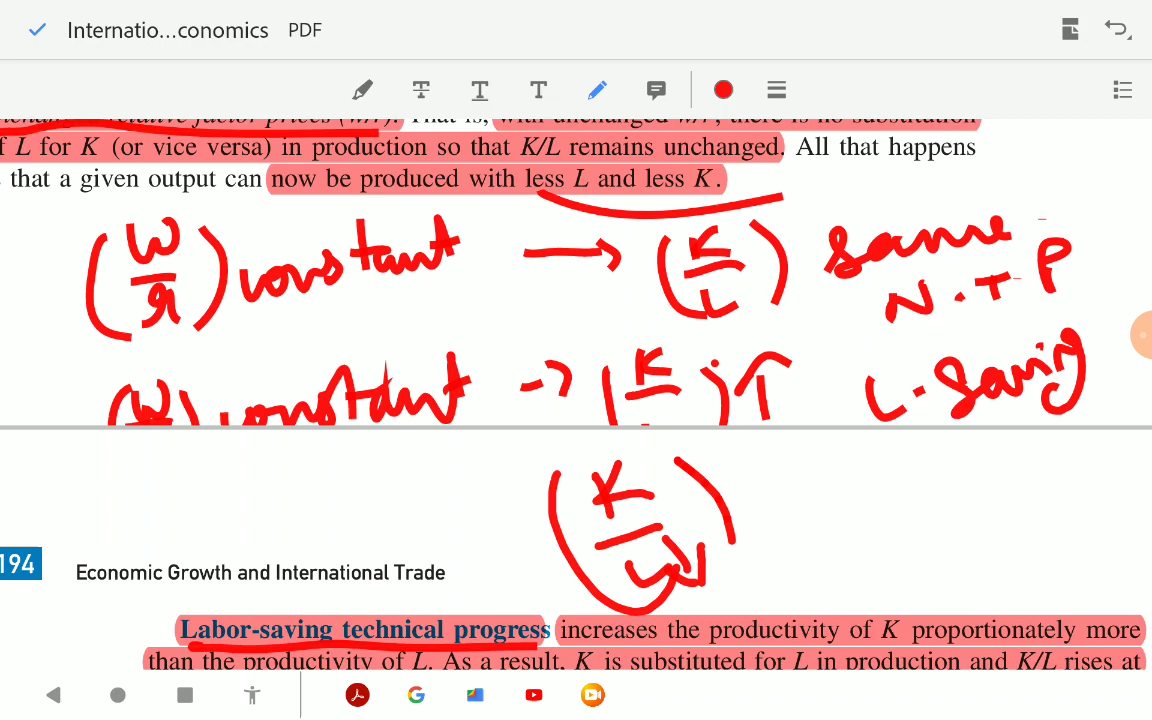 Internatio...conomics PDF
relative factor prices (w/r). That is, with unchanged w/r, there is no substitution
f L for K (or vice versa) in production so that K/L remains unchanged. All that happens
that a given output can now be produced with less L and less K.
(w/r) constant → (K/L) same
N.T.P
(w) constant → (K/L) ↑ L.saving
(K/L↓)
194 Economic Growth and International Trade
Labor-saving technical progress increases the productivity of K proportionately more
than the productivity of L. As a result, K is substituted for L in production and K/L rises at